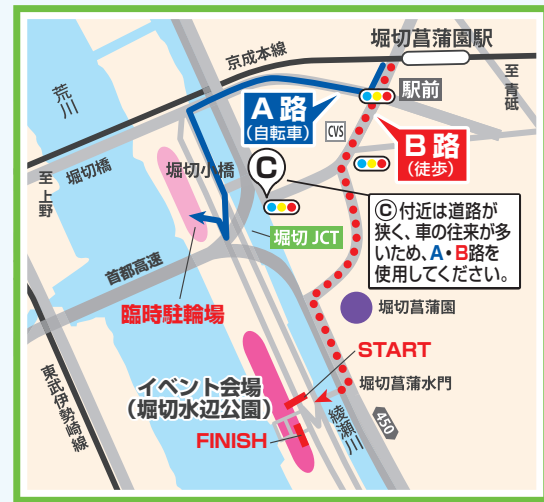 堀切菖蒲園駅
京成本線
至青砥
荒川
駅前
A路
(自転車)
CVS
B路
(徒歩)
堀切橋
堀切小橋
C
至上野
Ⓒ付近は道路が
狭く、車の往来が多
いため、A・B路を
使用してください。
堀切JCT
首都高速
臨時駐輪場
堀切菖蒲園
START
東武伊勢崎線
イベント会場
(堀切水辺公園)
堀切菖蒲水門
FINISH
綾瀬川
450